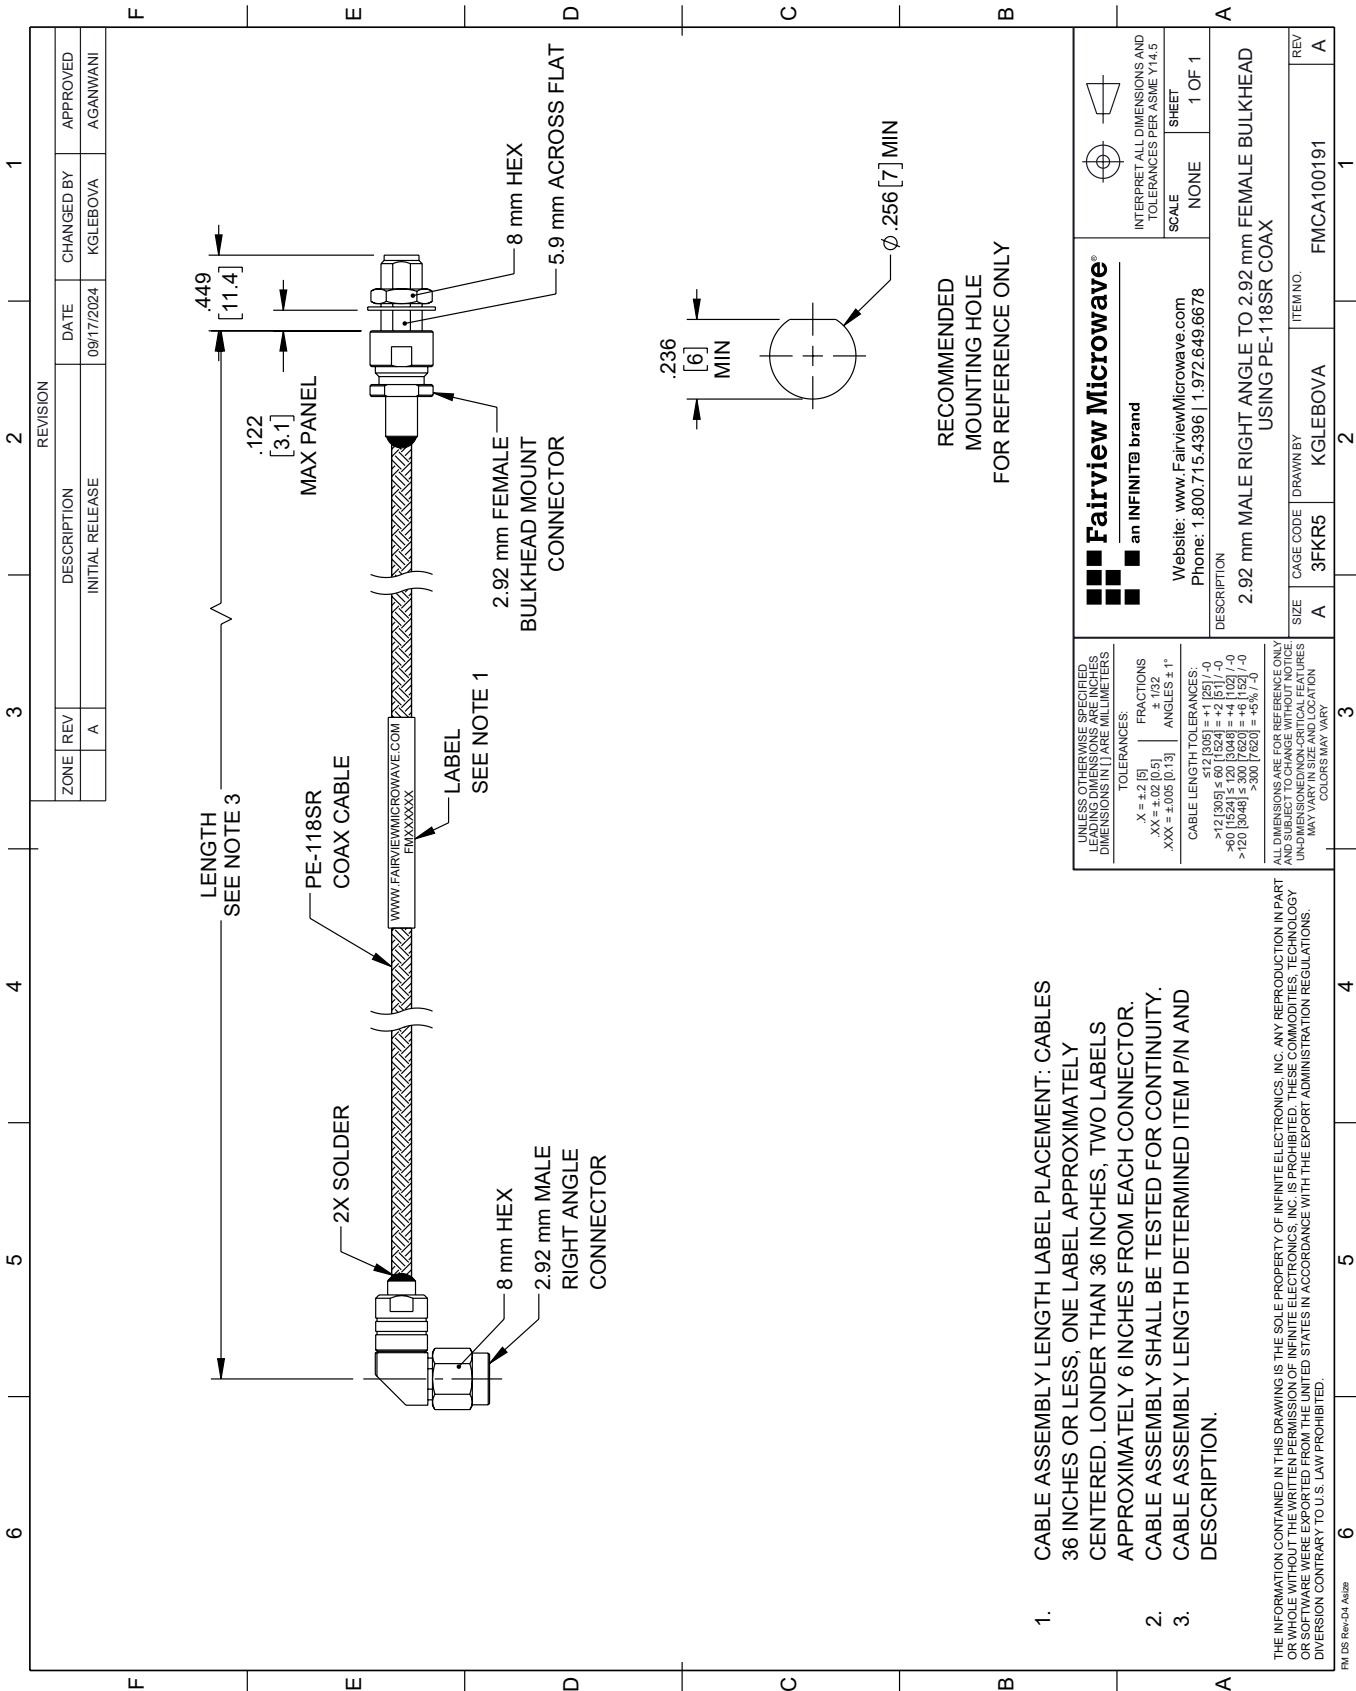 6
5
4
3
2
1
F
E
D
C
B
A
REVISION
ZONE
REV
DESCRIPTION
DATE
CHANGED BY
APPROVED
A
INITIAL RELEASE
09/17/2024
KGLEBOVA
AGANWANI
LENGTH
SEE NOTE 3
.449
[11.4]
.122
[3.1]
MAX PANEL
2X SOLDER
PE-118SR
COAX CABLE
WWW.FAIRVIEWMICROWAVE.COM
FMXXXXXX
8 mm HEX
2.92 mm MALE
RIGHT ANGLE
CONNECTOR
LABEL
SEE NOTE 1
2.92 mm FEMALE
BULKHEAD MOUNT
CONNECTOR
8 mm HEX
5.9 mm ACROSS FLAT
.236
[6]
MIN
Ø.256 [7] MIN
RECOMMENDED
MOUNTING HOLE
FOR REFERENCE ONLY
1. CABLE ASSEMBLY LENGTH LABEL PLACEMENT: CABLES
36 INCHES OR LESS, ONE LABEL APPROXIMATELY
CENTERED. LONDER THAN 36 INCHES, TWO LABELS
APPROXIMATELY 6 INCHES FROM EACH CONNECTOR.
2. CABLE ASSEMBLY SHALL BE TESTED FOR CONTINUITY.
3. CABLE ASSEMBLY LENGTH DETERMINED ITEM P/N AND
DESCRIPTION.
THE INFORMATION CONTAINED IN THIS DRAWING IS THE SOLE PROPERTY OF INFINITE ELECTRONICS, INC. ANY REPRODUCTION IN PART
OR WHOLE WITHOUT THE WRITTEN PERMISSION OF INFINITE ELECTRONICS, INC. IS PROHIBITED. THESE COMMODITIES, TECHNOLOGY
OR SOFTWARE WERE EXPORTED FROM THE UNITED STATES IN ACCORDANCE WITH THE EXPORT ADMINISTRATION REGULATIONS.
DIVERSION CONTRARY TO U.S. LAW PROHIBITED.
UNLESS OTHERWISE SPECIFIED
LEADING DIMENSIONS ARE INCHES
DIMENSIONS IN [ ] ARE MILLIMETERS
TOLERANCES:
.X = ±.2 [5]
.XX = ±.02 [0.5]
.XXX = ±.005 [0.13]
FRACTIONS
± 1/32
ANGLES ± 1°
CABLE LENGTH TOLERANCES:
≤12 [305] = +1 [25] / -0
>12 [305] ≤ 60 [1524] = +2 [51] / -0
>60 [1524] ≤ 120 [3048] = +4 [102] / -0
>120 [3048] ≤ 300 [7620] = +6 [152] / -0
>300 [7620] = +5% / -0
ALL DIMENSIONS ARE FOR REFERENCE ONLY
AND SUBJECT TO CHANGE WITHOUT NOTICE.
UN-DIMENSIONED/NON-CRITICAL FEATURES
MAY VARY IN SIZE AND LOCATION
COLORS MAY VARY
Fairview Microwave®
an INFINIT℮ brand
Website: www.FairviewMicrowave.com
Phone: 1.800.715.4396 | 1.972.649.6678
INTERPRET ALL DIMENSIONS AND
TOLERANCES PER ASME Y14.5
SCALE
NONE
SHEET
1 OF 1
DESCRIPTION
2.92 mm MALE RIGHT ANGLE TO 2.92 mm FEMALE BULKHEAD
USING PE-118SR COAX
SIZE
A
CAGE CODE
3FKR5
DRAWN BY
KGLEBOVA
ITEM NO.
FMCA100191
REV
A
FM DS Rev-D4 Asize
6
5
4
3
2
1
F
E
D
C
B
A